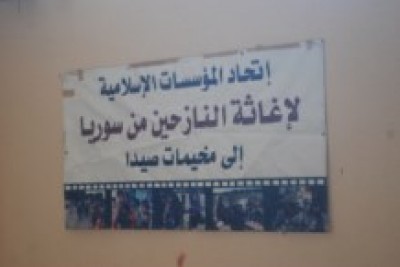 إتحاد المؤسسات الإسلامية
لإغاثة النازحين من سوريا
إلى مخيمات صيدا